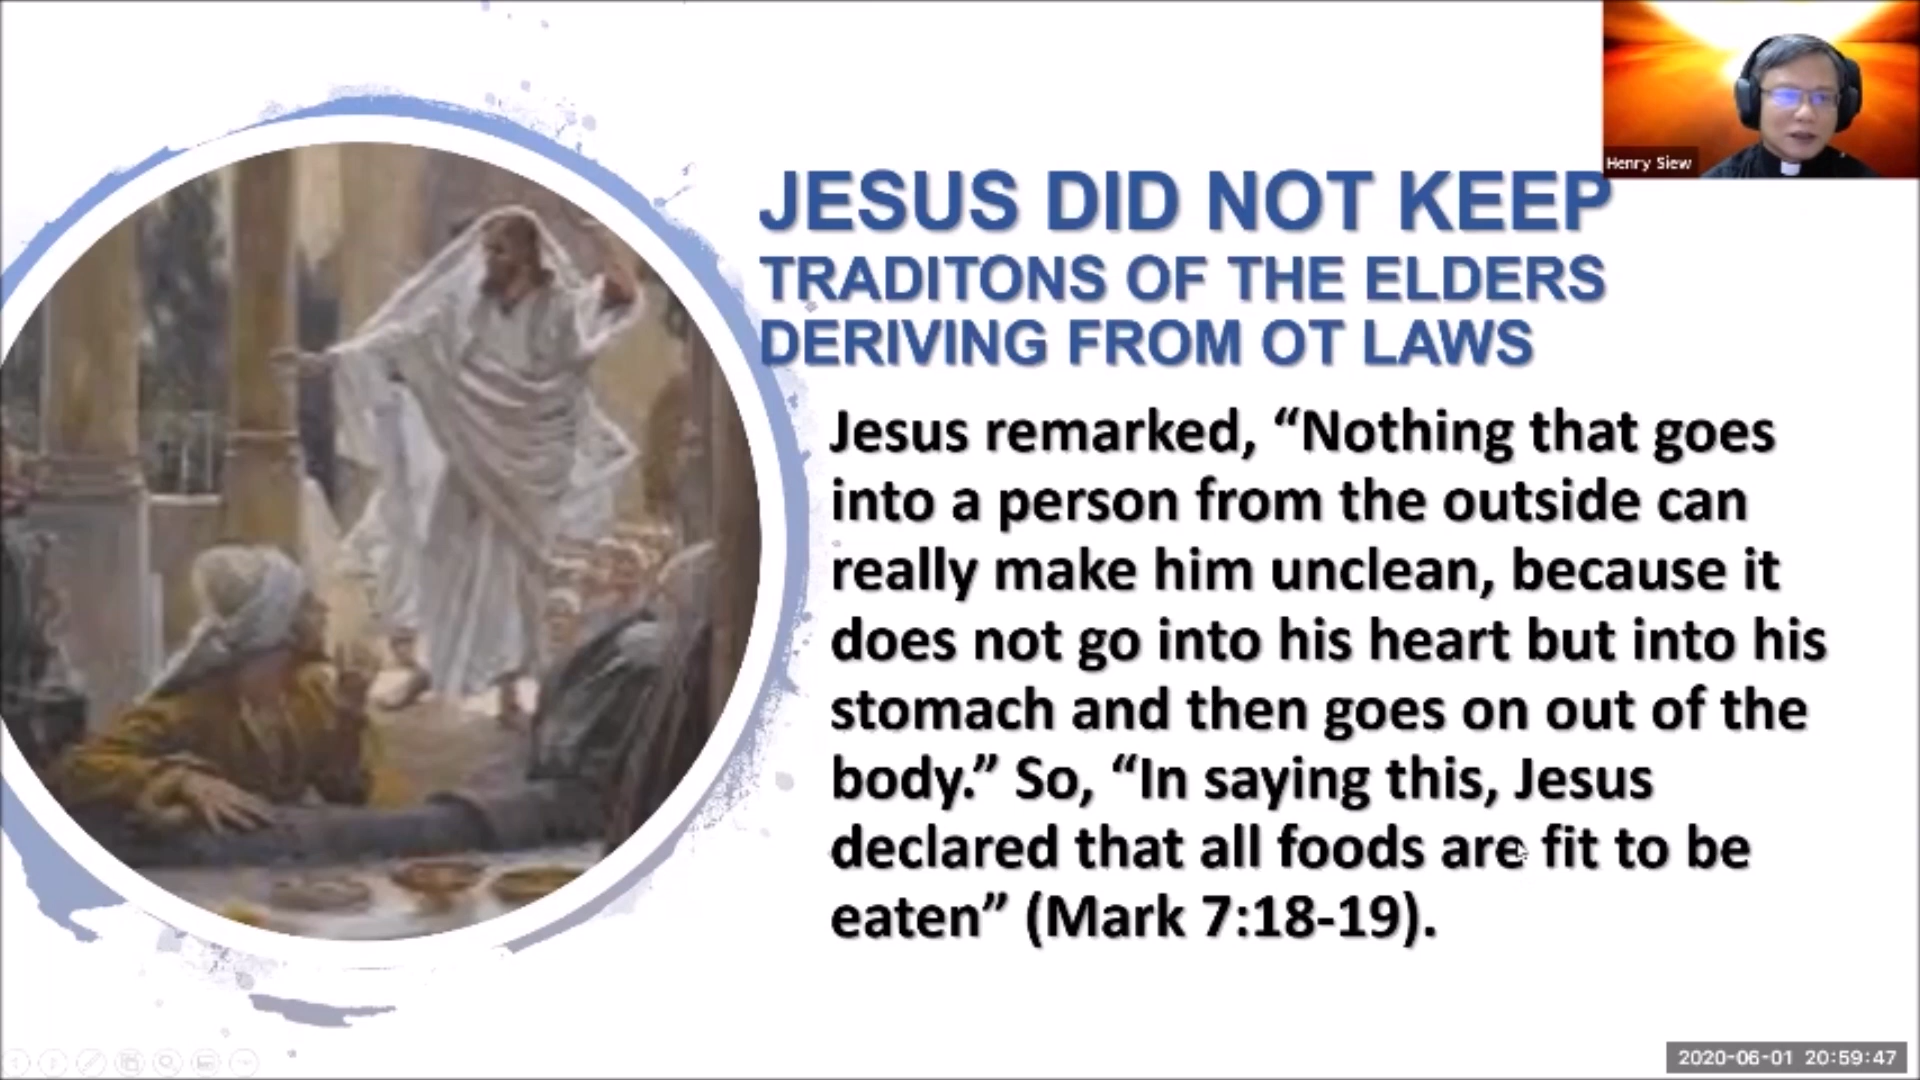 Henry Siew
JESUS DID NOT KEEP
TRADITONS OF THE ELDERS
DERIVING FROM OT LAWS
Jesus remarked, “Nothing that goes
into a person from the outside can
really make him unclean, because it
does not go into his heart but into his
stomach and then goes on out of the
body.” So, “In saying this, Jesus
declared that all foods are fit to be
eaten” (Mark 7:18-19).
2020-06-01 20:59:47